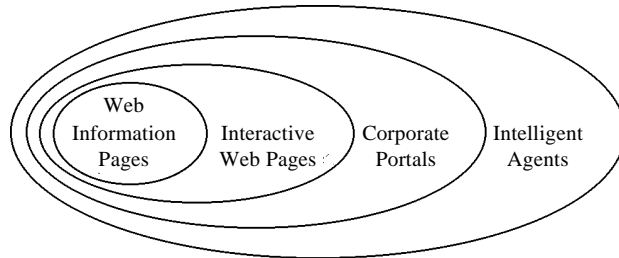 Web
Information
Pages
Interactive
Web Pages
Corporate
Portals
Intelligent
Agents